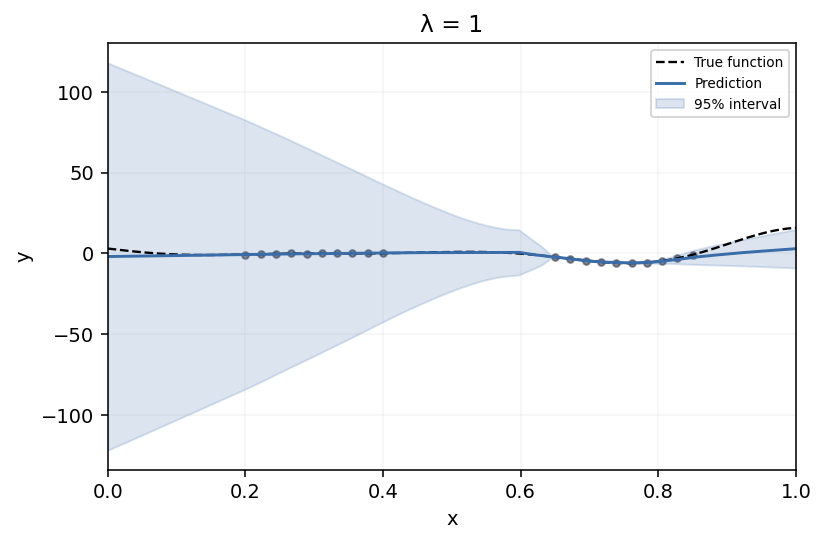 λ = 1
True function
Prediction
95% interval
100
50
0
−50
−100
y
0.0 0.2 0.4 0.6 0.8 1.0
x